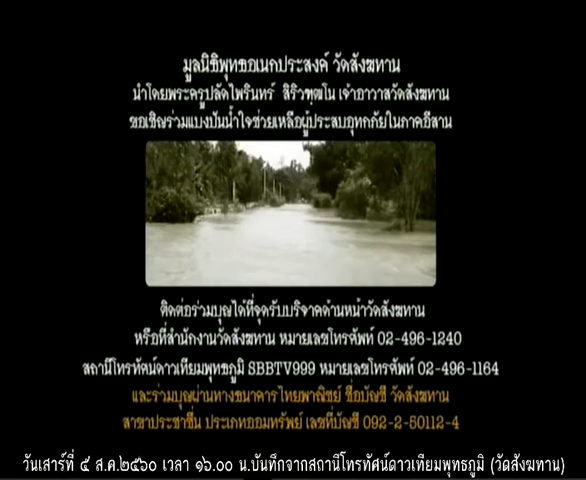 มูลนิธิพุทธอเนกประสงค์ วัดสังฆทาน
นำโดยพระครูปลัดไพรินทร์ สิริวฑฒโน เจ้าอาวาสวัดสังฆทาน
ขอเชิญร่วมแบ่งปันน้ำใจช่วยเหลือผู้ประสบอุทกภัยในภาคอีสาน
ติดต่อร่วมบุญได้ที่จุดรับบริจาคด้านหน้าวัดสังฆทาน
หรือที่สำนักงานวัดสังฆทาน หมายเลขโทรศัพท์ 02-496-1240
สถานีโทรทัศน์ดาวเทียมพุทธภูมิ SBBTV999 หมายเลขโทรศัพท์ 02-496-1164
และร่วมบุญผ่านทางธนาคารไทยพาณิชย์ ชื่อบัญชี วัดสังฆทาน
สาขาประชาชื่น ประเภทออมทรัพย์ เลขที่บัญชี 092-2-50112-4
วันเสาร์ที่ ๕ ส.ค.๒๕๖๐ เวลา ๑๖.๐๐ น.บันทึกจากสถานีโทรทัศน์ดาวเทียมพุทธภูมิ (วัดสังฆทาน)